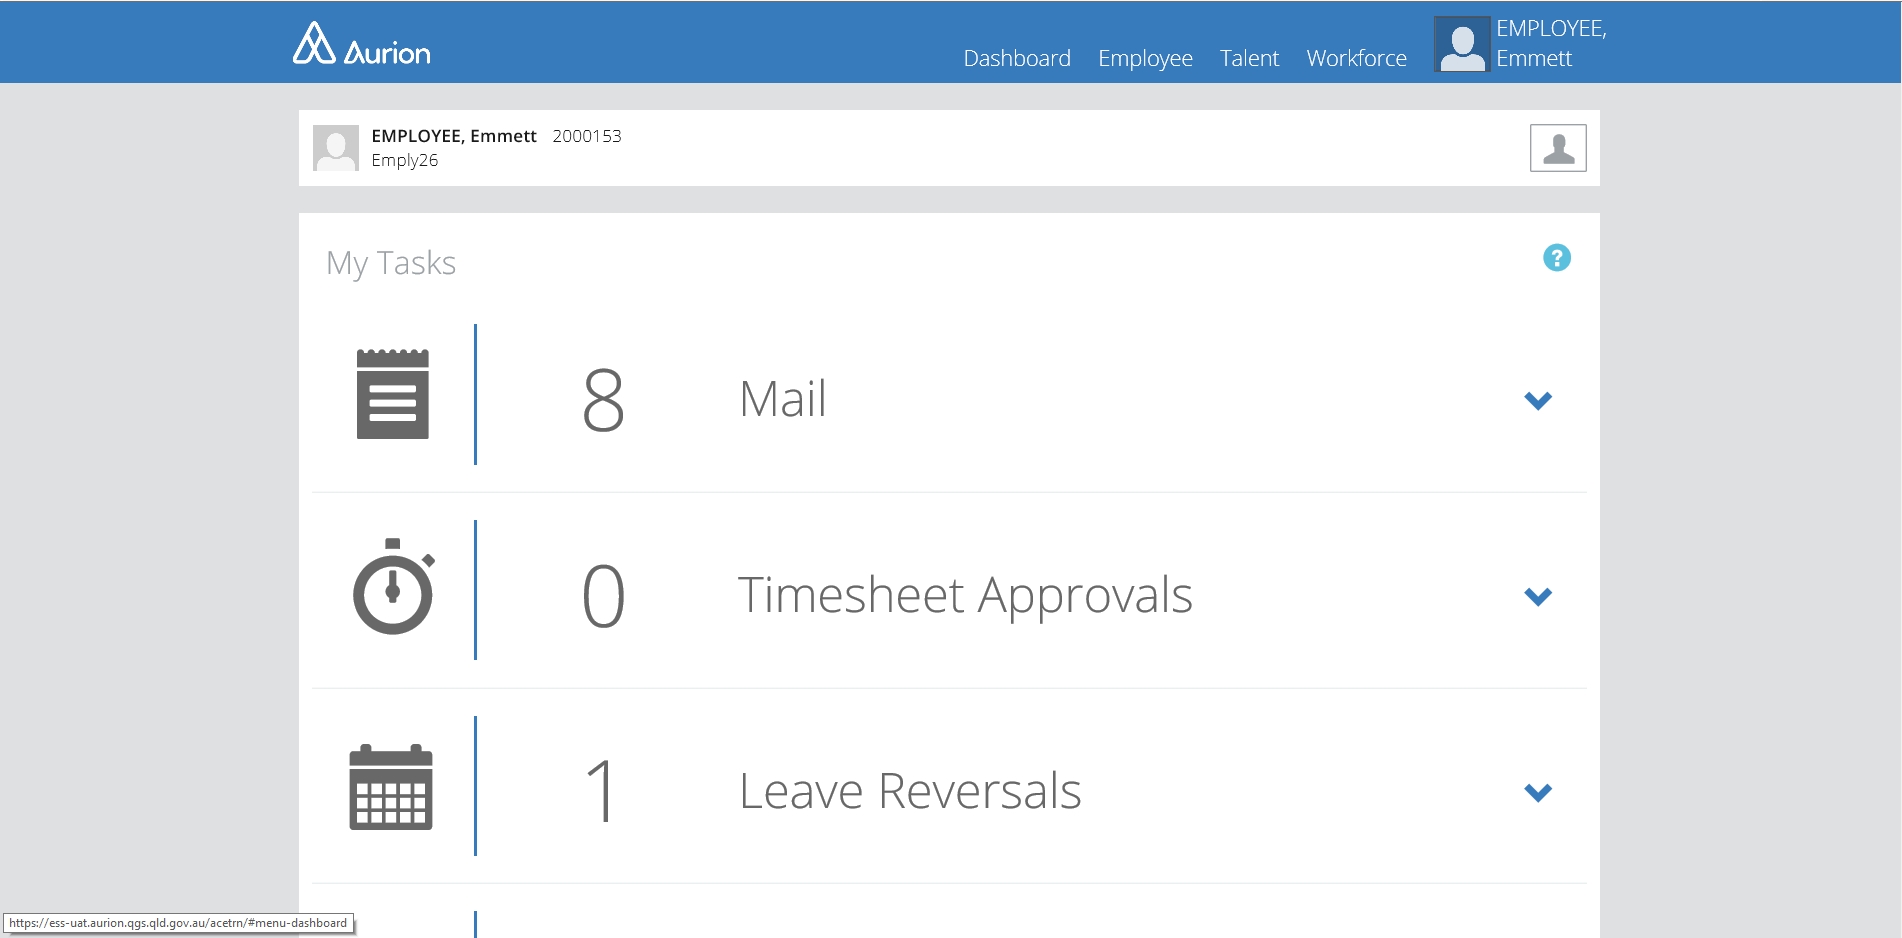 Aurion
Dashboard Employee Talent Workforce
EMPLOYEE,
Emmett
EMPLOYEE, Emmett 2000153
Emply26
My Tasks
?
8 Mail
0 Timesheet Approvals
1 Leave Reversals
https://ess-uat.aurion.qgs.qld.gov.au/acetrn/#menu-dashboard